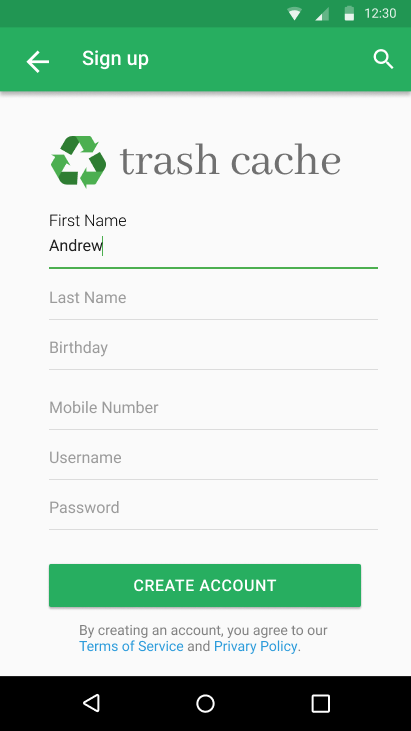 12:30
Sign up
trash cache
First Name
Andrew
Last Name
Birthday
Mobile Number
Username
Password
CREATE ACCOUNT
By creating an account, you agree to our
Terms of Service and Privary Policy.